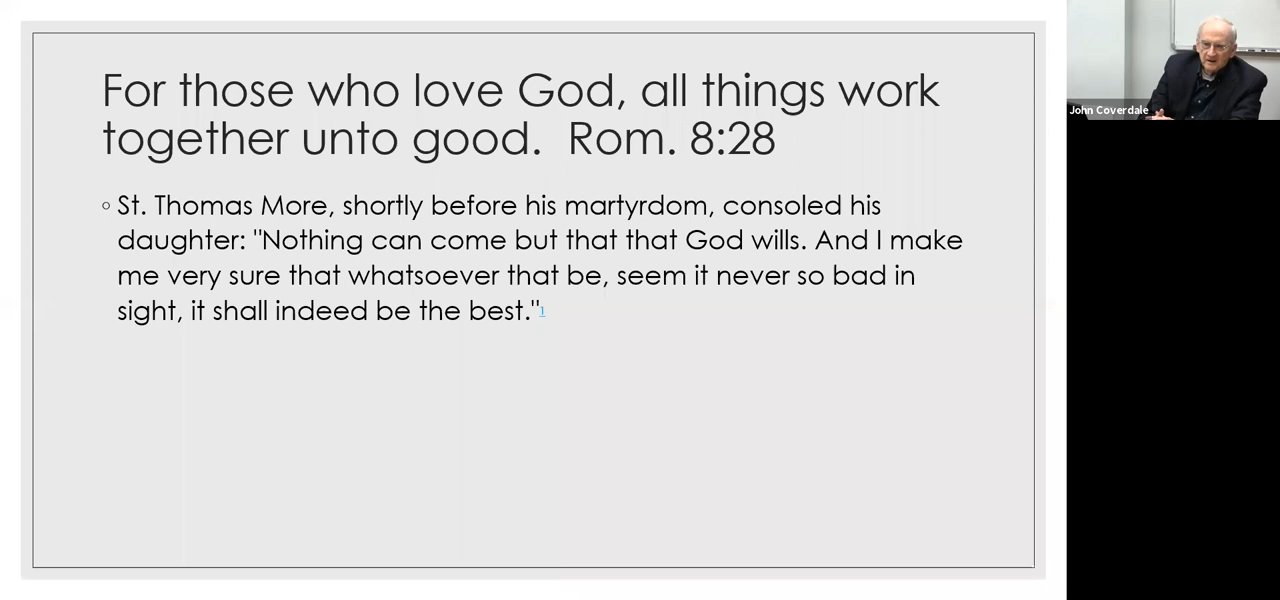 For those who love God, all things work
together unto good.  Rom. 8:28
◦ St. Thomas More, shortly before his martyrdom, consoled his
daughter: "Nothing can come but that that God wills. And I make
me very sure that whatsoever that be, seem it never so bad in
sight, it shall indeed be the best."1
John Coverdale